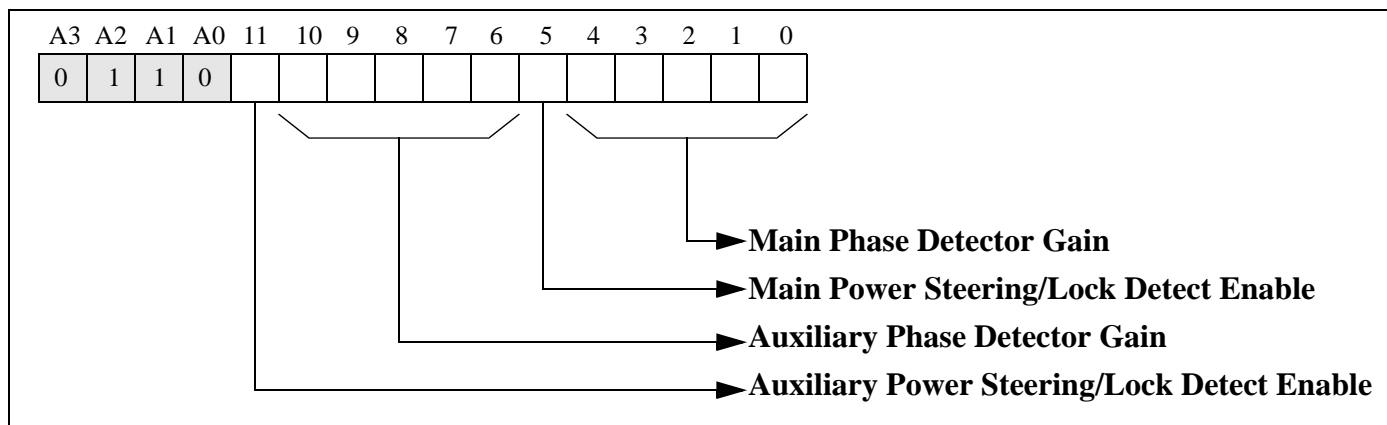 A3 A2 A1 A0 11 10 9 8 7 6 5 4 3 2 1 0
0 1 1 0
Main Phase Detector Gain
Main Power Steering/Lock Detect Enable
Auxiliary Phase Detector Gain
Auxiliary Power Steering/Lock Detect Enable